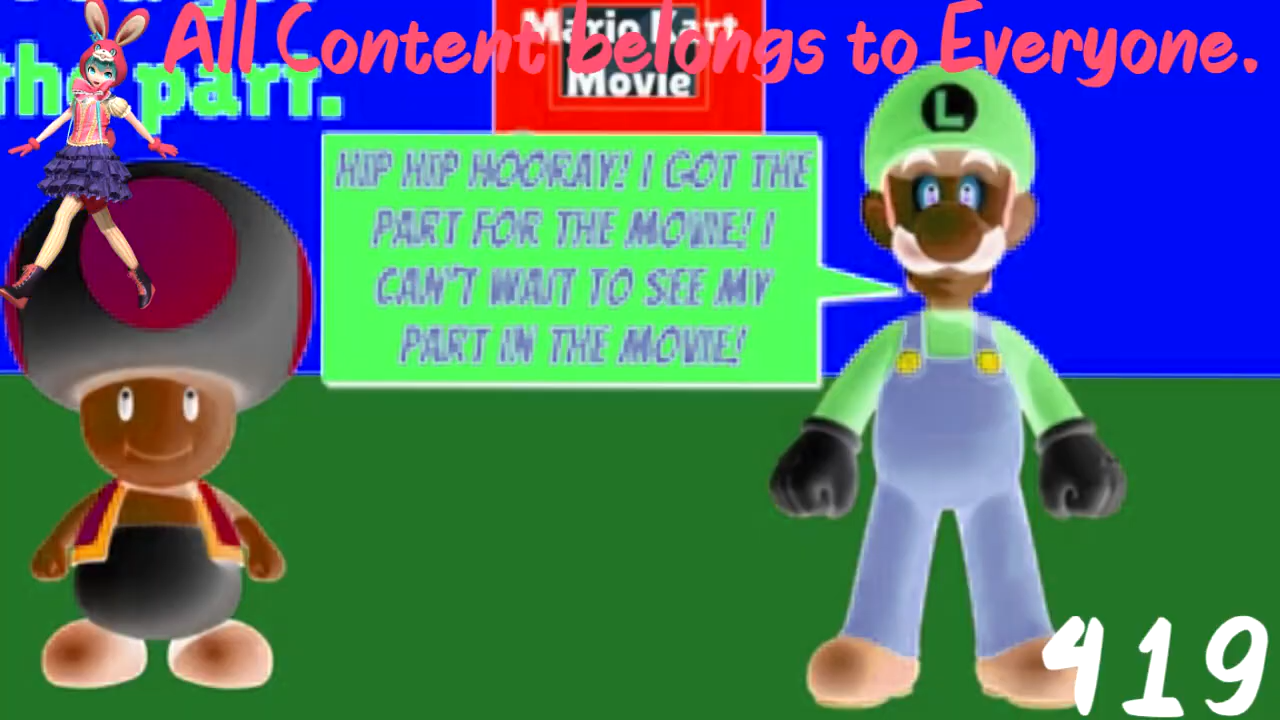 All Content belongs to Everyone.
the part.
Mario Kart
Movie
HIP HIP HOORAY! I GOT THE
PART FOR THE MOVIE! I
CAN'T WAIT TO SEE MY
PART IN THE MOVIE!
L
419